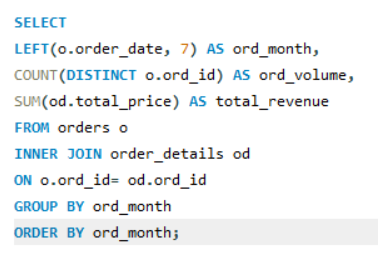 SELECT
LEFT(o.order_date, 7) AS ord_month,
COUNT(DISTINCT o.ord_id) AS ord_volume,
SUM(od.total_price) AS total_revenue
FROM orders o
INNER JOIN order_details od
ON o.ord_id= od.ord_id
GROUP BY ord_month
ORDER BY ord_month;